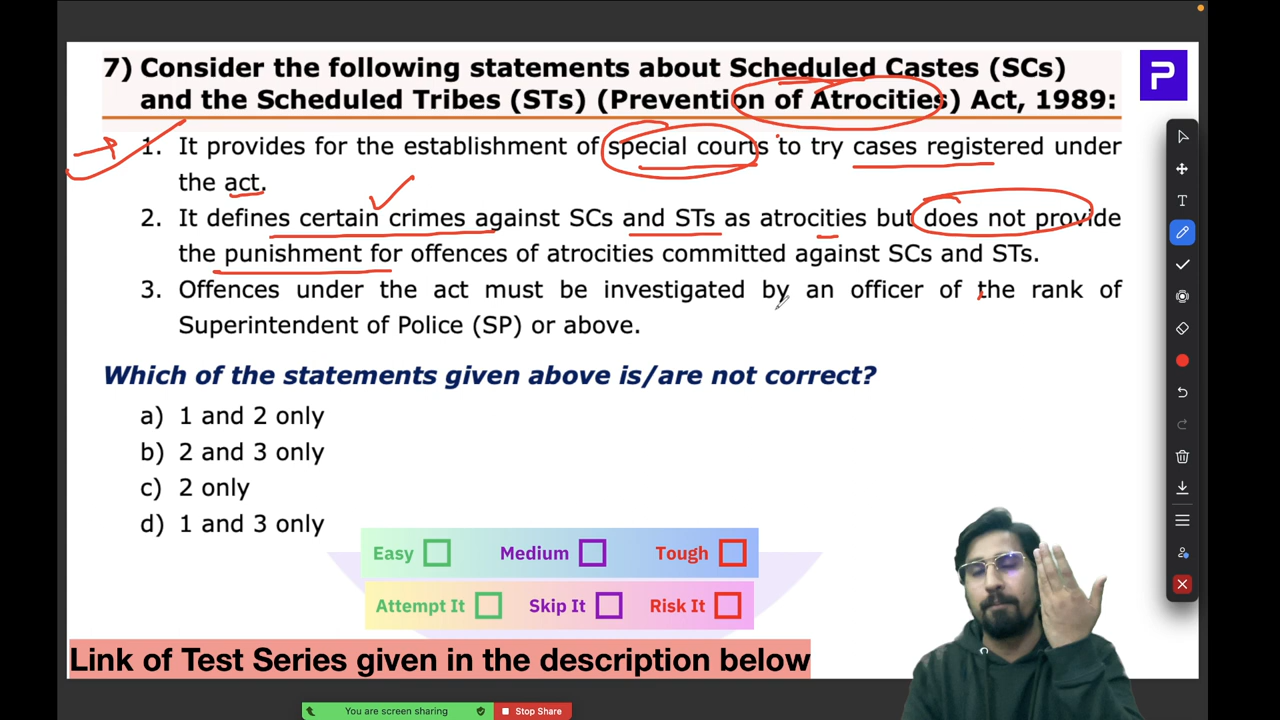 7) Consider the following statements about Scheduled Castes (SCs)
and the Scheduled Tribes (STs) (Prevention of Atrocities) Act, 1989:
1. It provides for the establishment of special courts to try cases registered under
the act.
2. It defines certain crimes against SCs and STs as atrocities but does not provide
the punishment for offences of atrocities committed against SCs and STs.
3. Offences under the act must be investigated by an officer of the rank of
Superintendent of Police (SP) or above.
Which of the statements given above is/are not correct?
a) 1 and 2 only
b) 2 and 3 only
c) 2 only
d) 1 and 3 only
Easy Medium Tough
Attempt It Skip It Risk It
Link of Test Series given in the description below
You are screen sharing Stop Share